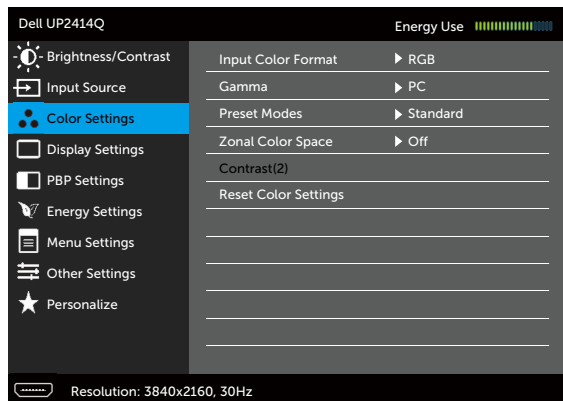 Dell UP2414Q Energy Use
Brightness/Contrast
Input Source
Color Settings
Display Settings
PBP Settings
Energy Settings
Menu Settings
Other Settings
Personalize
Input Color Format RGB
Gamma PC
Preset Modes Standard
Zonal Color Space Off
Contrast(2)
Reset Color Settings
Resolution: 3840x2160, 30Hz